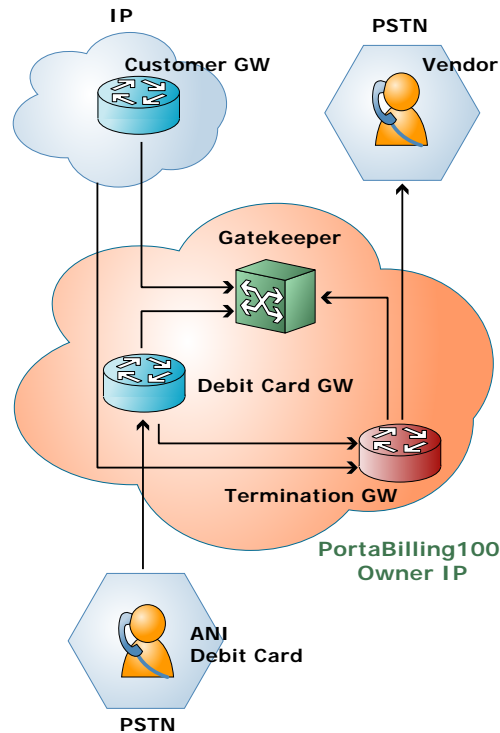 IP
PSTN
Customer GW
Vendor
Gatekeeper
Debit Card GW
Termination GW
PortaBilling100
Owner IP
ANI
Debit Card
PSTN